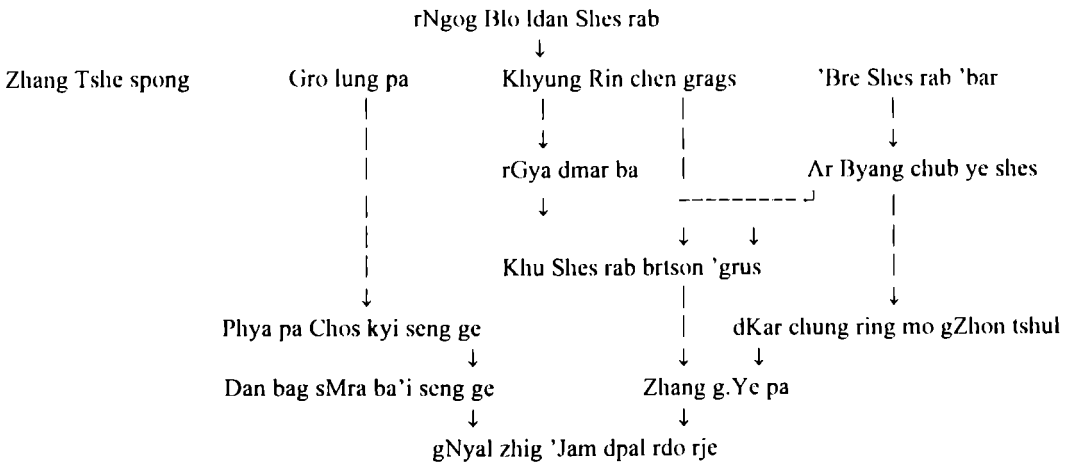 rNgog Blo ldan Shes rab
Zhang Tshe spong Gro lung pa Khyung Rin chen grags 'Bre Shes rab 'bar
rGya dmar ba Ar Byang chub ye shes
Khu Shes rab brtson 'grus
Phya pa Chos kyi seng ge dKar chung ring mo gZhon tshul
Dan bag sMra ba'i seng ge Zhang g.Ye pa
gNyal zhig 'Jam dpal rdo rje